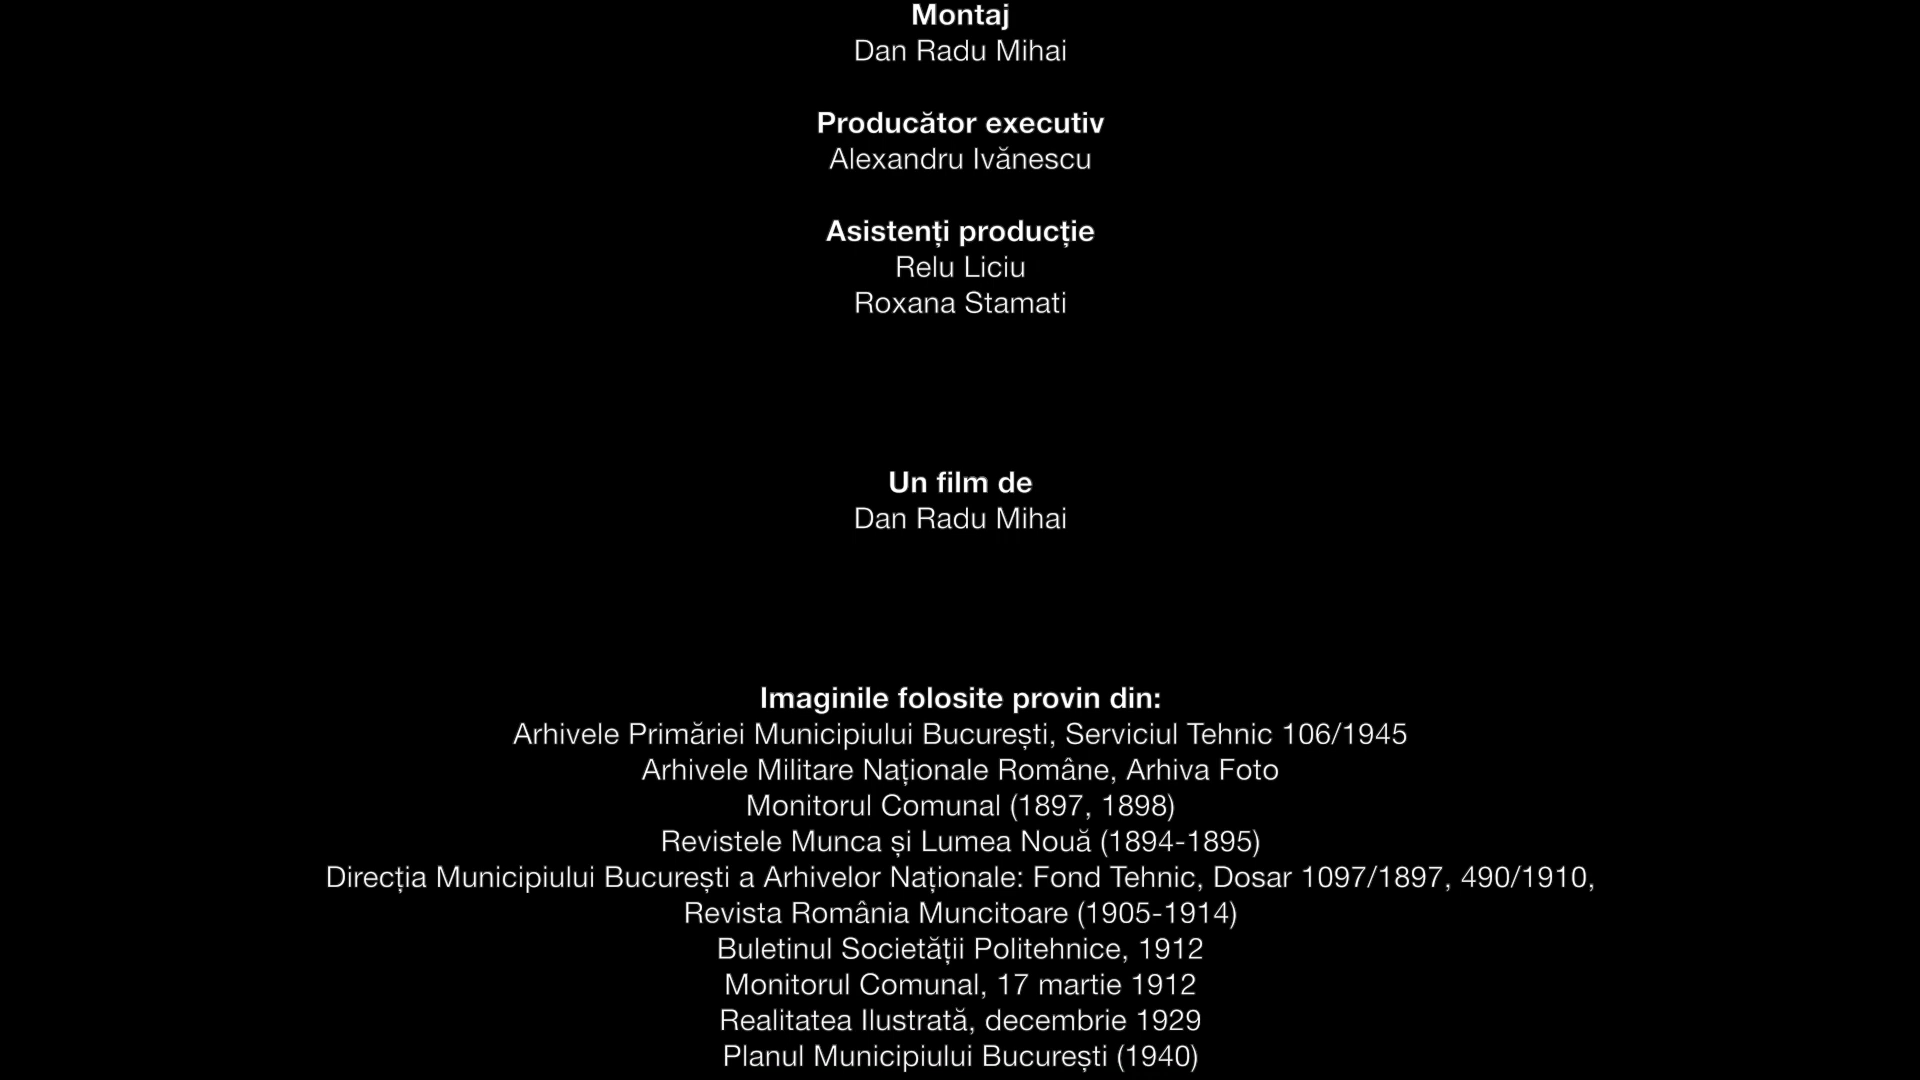 Montaj
Dan Radu Mihai
Producător executiv
Alexandru Ivănescu
Asistenți producție
Relu Liciu
Roxana Stamati
Un film de
Dan Radu Mihai
Imaginile folosite provin din:
Arhivele Primăriei Municipiului București, Serviciul Tehnic 106/1945
Arhivele Militare Naționale Române, Arhiva Foto
Monitorul Comunal (1897, 1898)
Revistele Munca și Lumea Nouă (1894-1895)
Direcția Municipiului București a Arhivelor Naționale: Fond Tehnic, Dosar 1097/1897, 490/1910,
Revista România Muncitoare (1905-1914)
Buletinul Societății Politehnice, 1912
Monitorul Comunal, 17 martie 1912
Realitatea Ilustrată, decembrie 1929
Planul Municipiului București (1940)